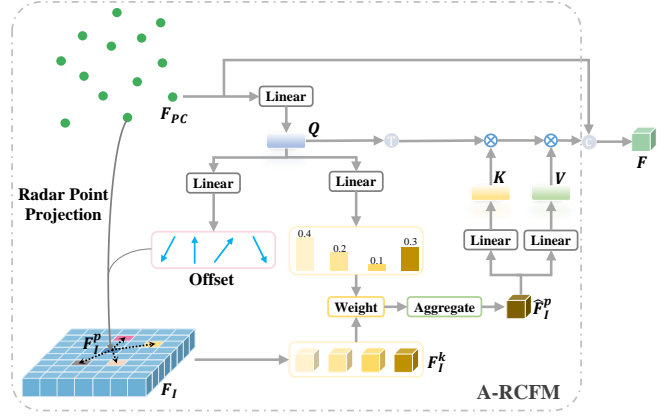 F_PC
Linear
Q
T
C
F
Linear
Linear
K
V
Radar Point
Projection
0.4
0.2
0.1
0.3
Linear
Linear
Offset
Weight
Aggregate
F̂_I^p
F_I^p
F_I^k
F_I
A-RCFM